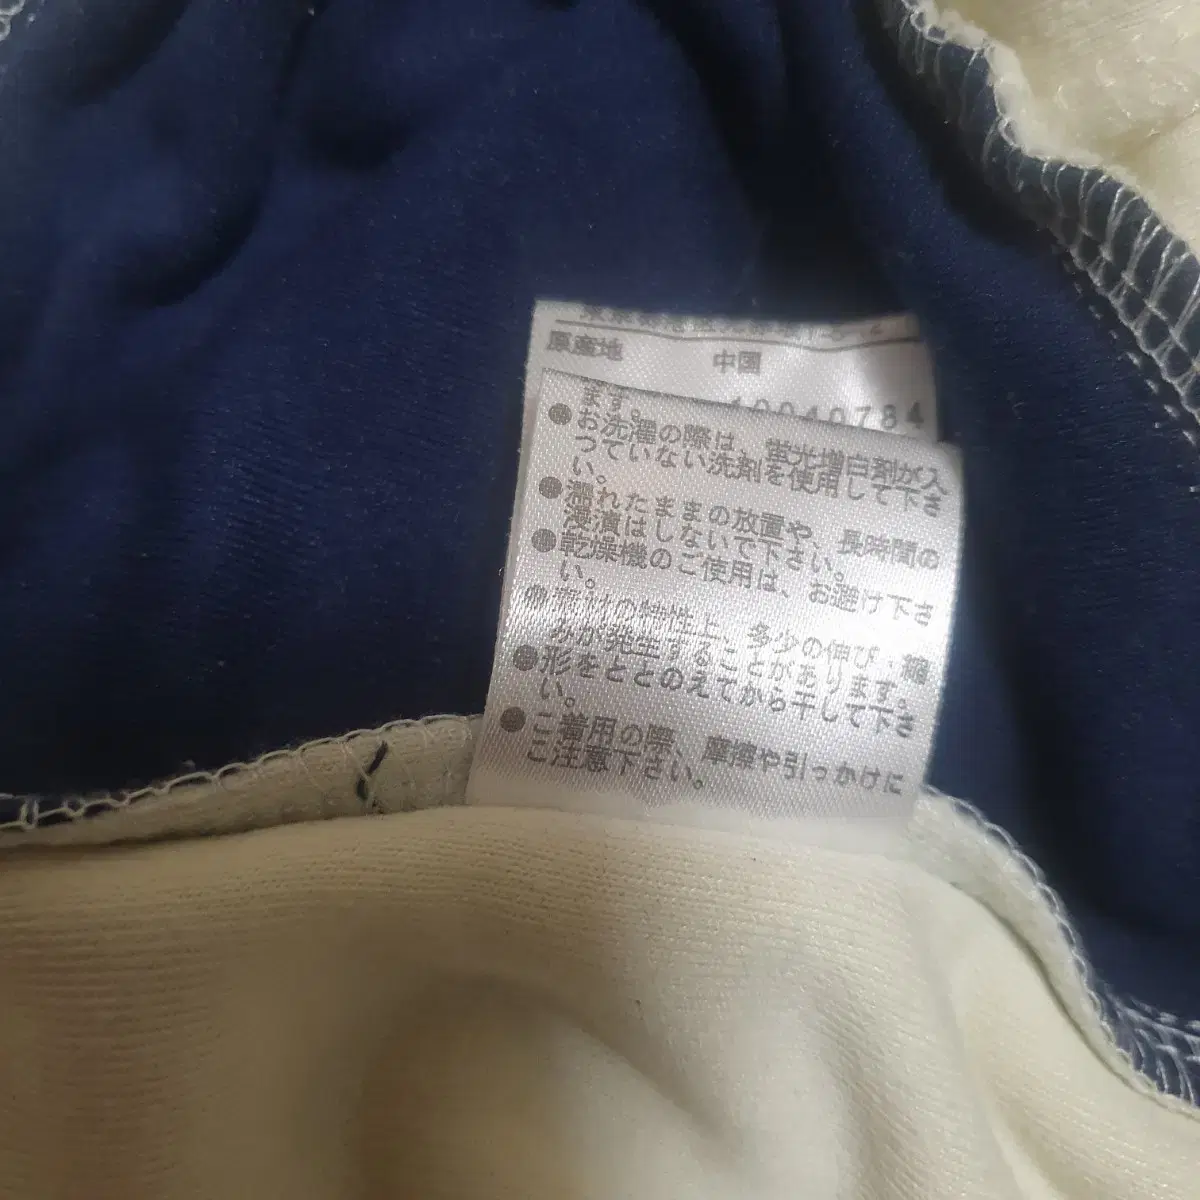 原産地 中国
10040784
ます。
●お洗濯の際は、蛍光増白剤が入
っていない洗剤を使用して下さ
い。
●濡れたままの放置や、長時間の
浸漬はしないで下さい。
●乾燥機のご使用は、お避け下さ
い。
の特性上、多少の伸び・縮
みが発生することがあります。
●形をととのえてから干して下さ
い。
●ご着用の際、摩擦や引っかけに
ご注意下さい。